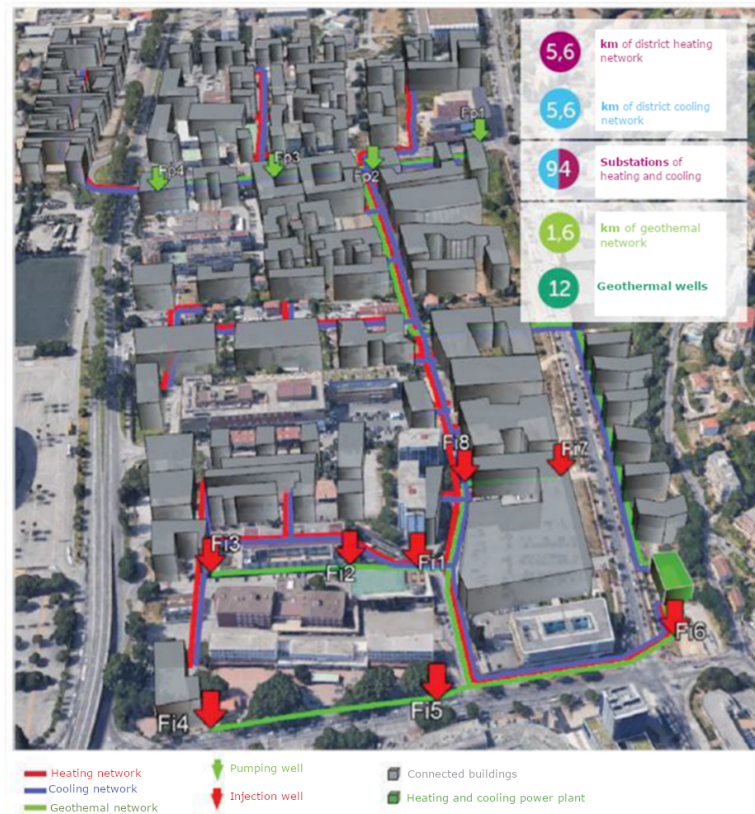 5,6
km of district heating
network
5,6
km of district cooling
network
94
Substations of
heating and cooling
1,6
km of geothemal
network
12
Geothermal wells
Fp1
Fp2
Fp3
Fp4
Fi8
Fi7
Fi3
Fi2
Fi1
Fi6
Fi5
Fi4
Heating network
Cooling network
Geothemal network
Pumping well
Injection well
Connected buildings
Heating and cooling power plant